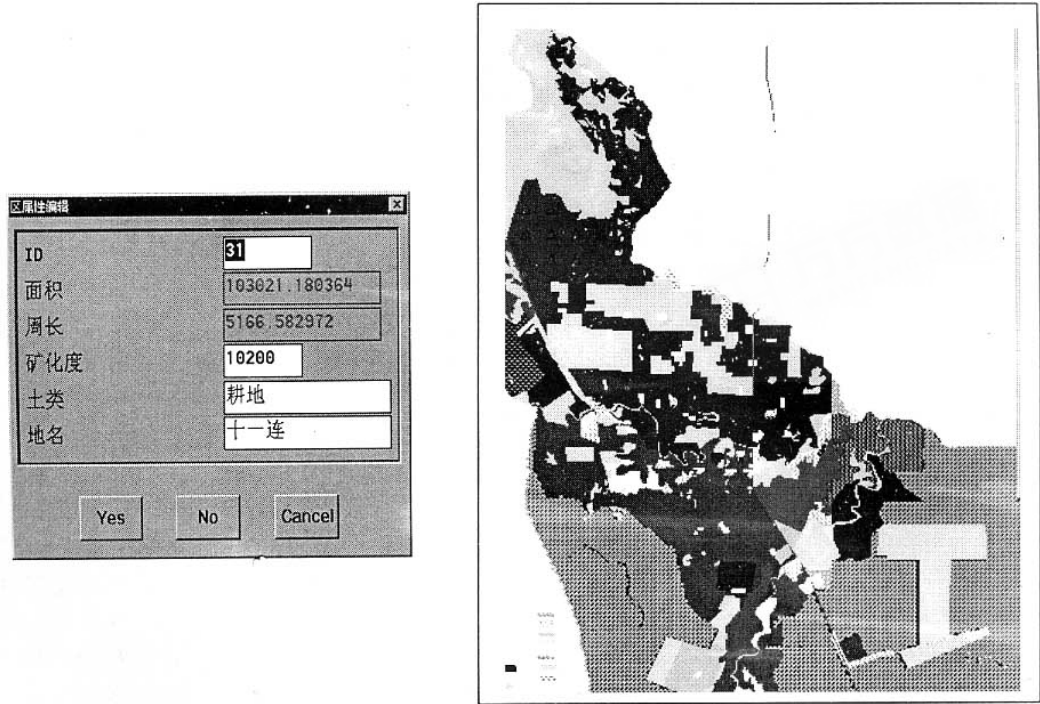 区属性编辑
ID 31
面积 103021.180364
周长 5166.582972
矿化度 10200
土类 耕地
地名 十一连
Yes No Cancel